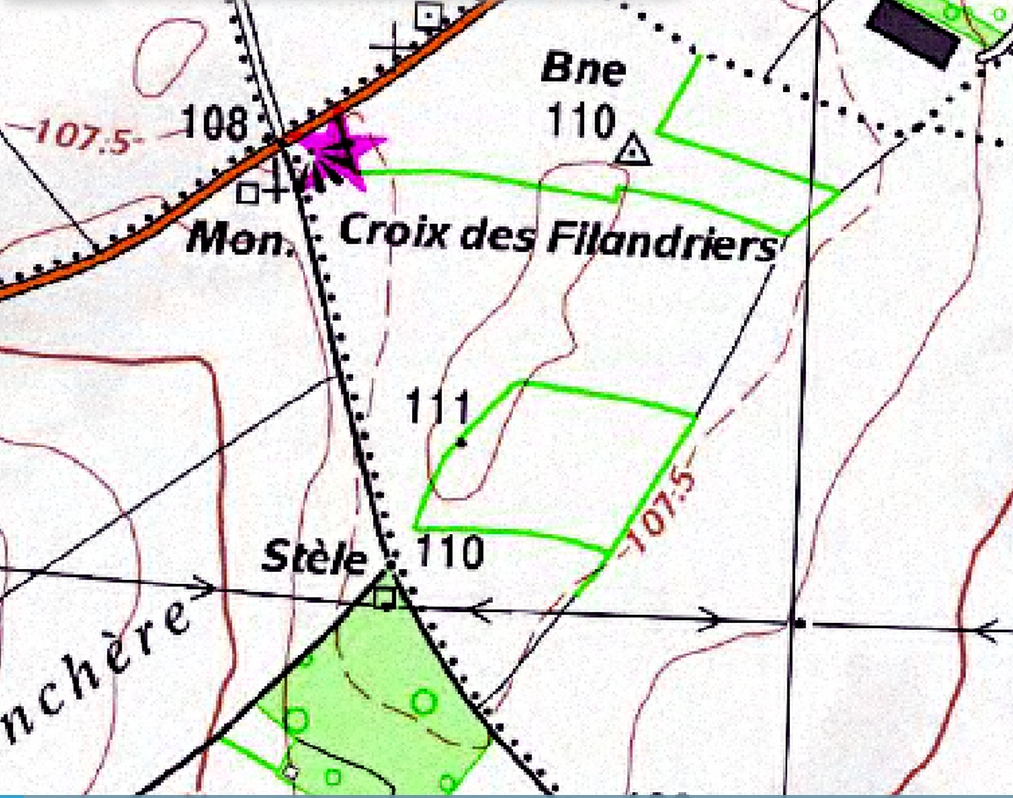 Bne
110
108
-107.5-
Mon.
Croix des Filandriers
111
-107.5-
Stèle
110
nchère